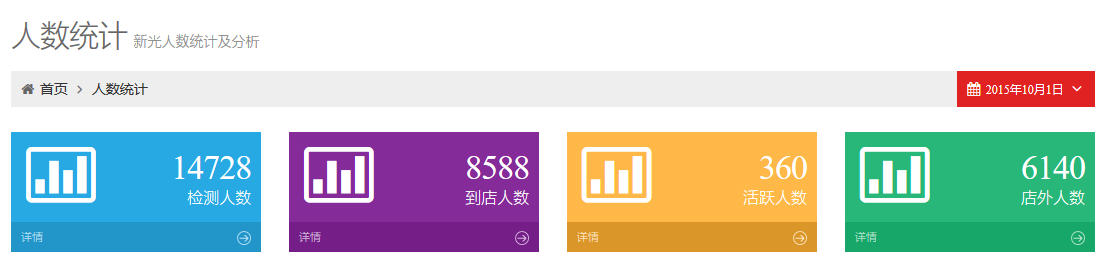 人数统计 新光人数统计及分析
首页 > 人数统计
2015年10月1日
14728
检测人数
详情
8588
到店人数
详情
360
活跃人数
详情
6140
店外人数
详情